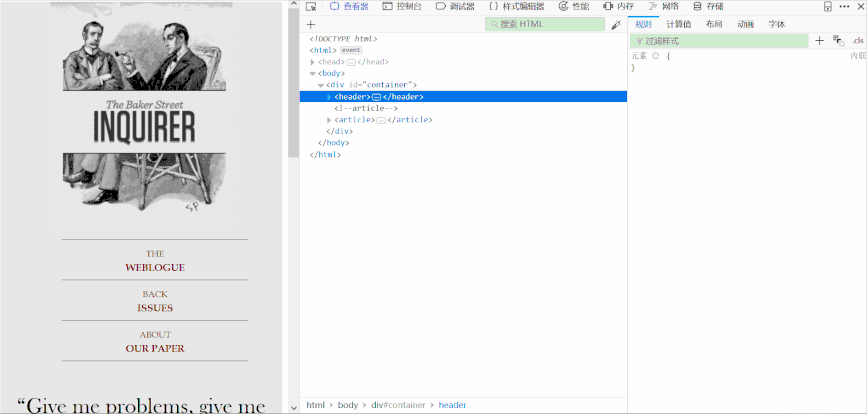 The Baker Street
INQUIRER
SP
THE
WEBLOGUE
BACK
ISSUES
ABOUT
OUR PAPER
“Give me problems, give me
查看器 控制台 调试器 {} 样式编辑器 性能 内存 网络 存储
+ 搜索 HTML
<!DOCTYPE html>
<html> event
<head>…</head>
<body>
<div id="container">
<header>…</header>
<!--article-->
<article>…</article>
</div>
</body>
</html>
html > body > div#container > header
规则 计算值 布局 动画 字体
过滤样式 + .cls
元素 { 内联
}